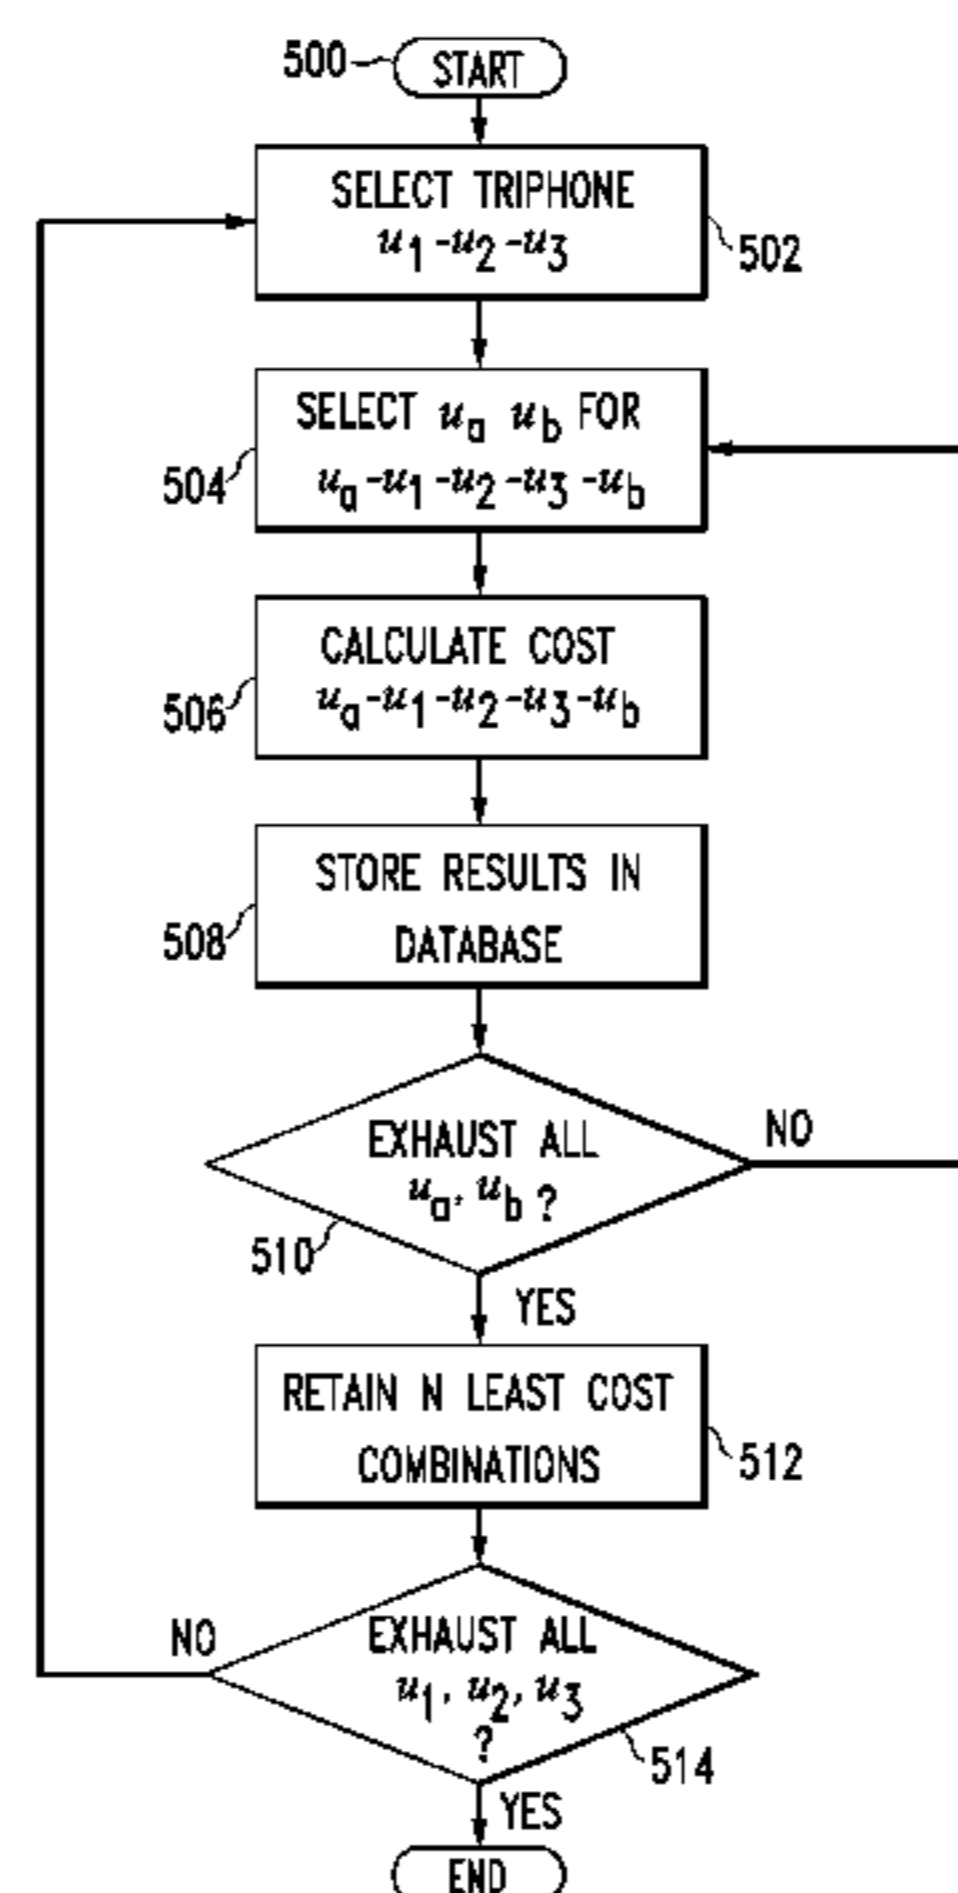 500
START
SELECT TRIPHONE
u1-u2-u3
502
SELECT ua ub FOR
ua-u1-u2-u3-ub
504
CALCULATE COST
ua-u1-u2-u3-ub
506
STORE RESULTS IN
DATABASE
508
EXHAUST ALL
ua, ub ?
NO
510
YES
RETAIN N LEAST COST
COMBINATIONS
512
NO
EXHAUST ALL
u1, u2, u3
?
514
YES
END